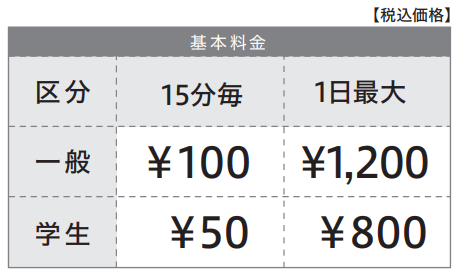 【税込価格】
基本料金
区分 15分毎 1日最大
一般 ¥100 ¥1,200
学生 ¥50 ¥800